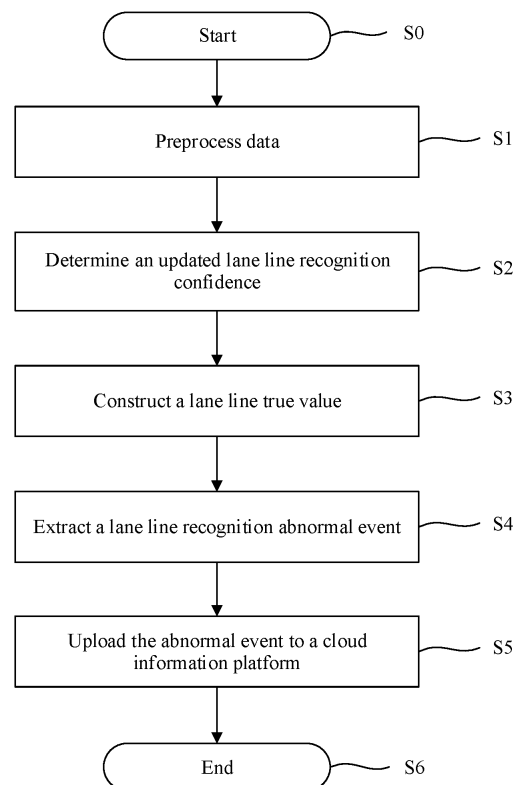 Start
S0
Preprocess data
S1
Determine an updated lane line recognition
confidence
S2
Construct a lane line true value
S3
Extract a lane line recognition abnormal event
S4
Upload the abnormal event to a cloud
information platform
S5
End
S6